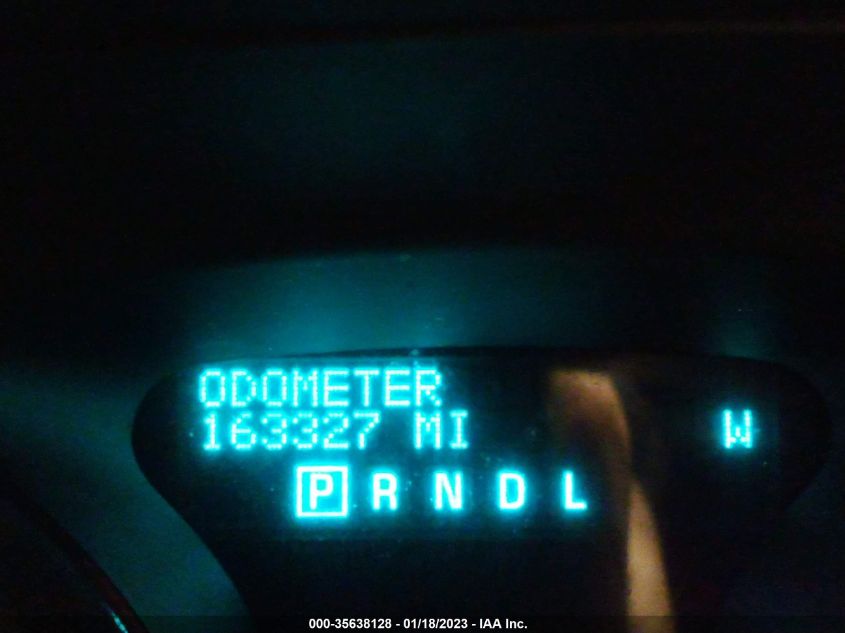 ODOMETER
163327 MI
W
P R N D L
000-35638128 - 01/18/2023 - IAA Inc.